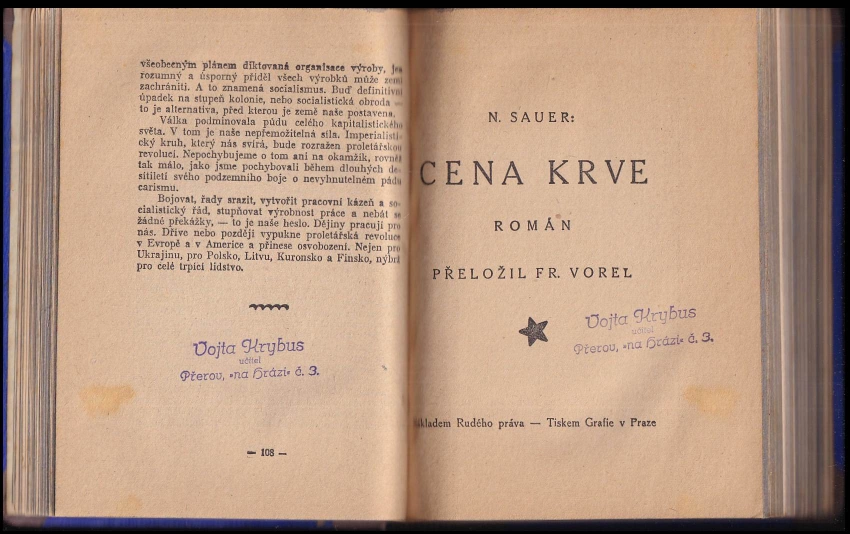 všeobecným plánem diktovaná organisace výroby, jen
rozumný a úsporný příděl všech výrobků může zemi
zachrániti. A to znamená socialismus. Buď definitivní
úpadek na stupeň kolonie, nebo socialistická obroda —
to je alternativa, před kterou je země naše postavena.
Válka podminovala půdu celého kapitalistického
světa. V tom je naše nepřemožitelná síla. Imperialisti-
cký kruh, který nás svírá, bude rozražen proletářskou
revolucí. Nepochybujeme o tom ani na okamžik, rovněž
tak málo, jako jsme pochybovali během dlouhých de-
sítiletí svého podzemního boje o nevyhnutelném pádu
carismu.
Bojovat, řady srazit, vytvořit pracovní kázeň a so-
cialistický řád, stupňovat výrobnost práce a nebát se
žádné překážky, — to je naše heslo. Dějiny pracují pro
nás. Dříve nebo později vypukne proletářská revoluce
v Evropě a v Americe a přinese osvobození. Nejen pro
Ukrajinu, pro Polsko, Litvu, Kuronsko a Finsko, nýbrž
pro celé trpící lidstvo.
Vojta Krybus
učitel
Přerov, »na Hrázi« č. 3.
— 108 —
N. SAUER:
CENA KRVE
ROMÁN
PŘELOŽIL FR. VOREL
Vojta Krybus
učitel
Přerov, »na Hrázi« č. 3.
Nákladem Rudého práva — Tiskem Grafie v Praze